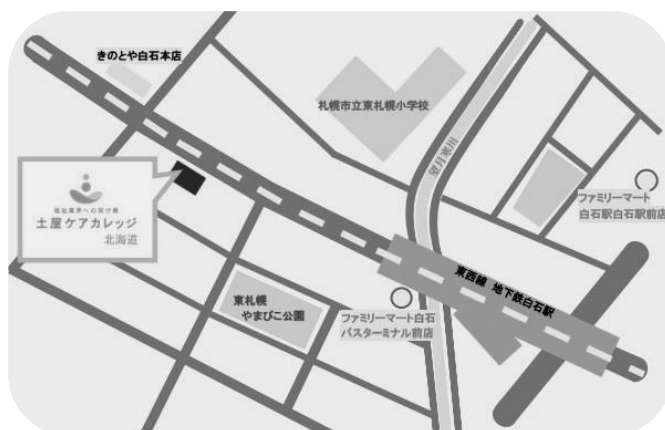 きのとや白石本店
札幌市立東札幌小学校
望月寒川
ファミリーマート
白石駅白石駅前店
福祉業界への架け橋
土屋ケアカレッジ
北海道
東西線 地下鉄白石駅
東札幌
やまびこ公園
ファミリーマート白石
バスターミナル前店